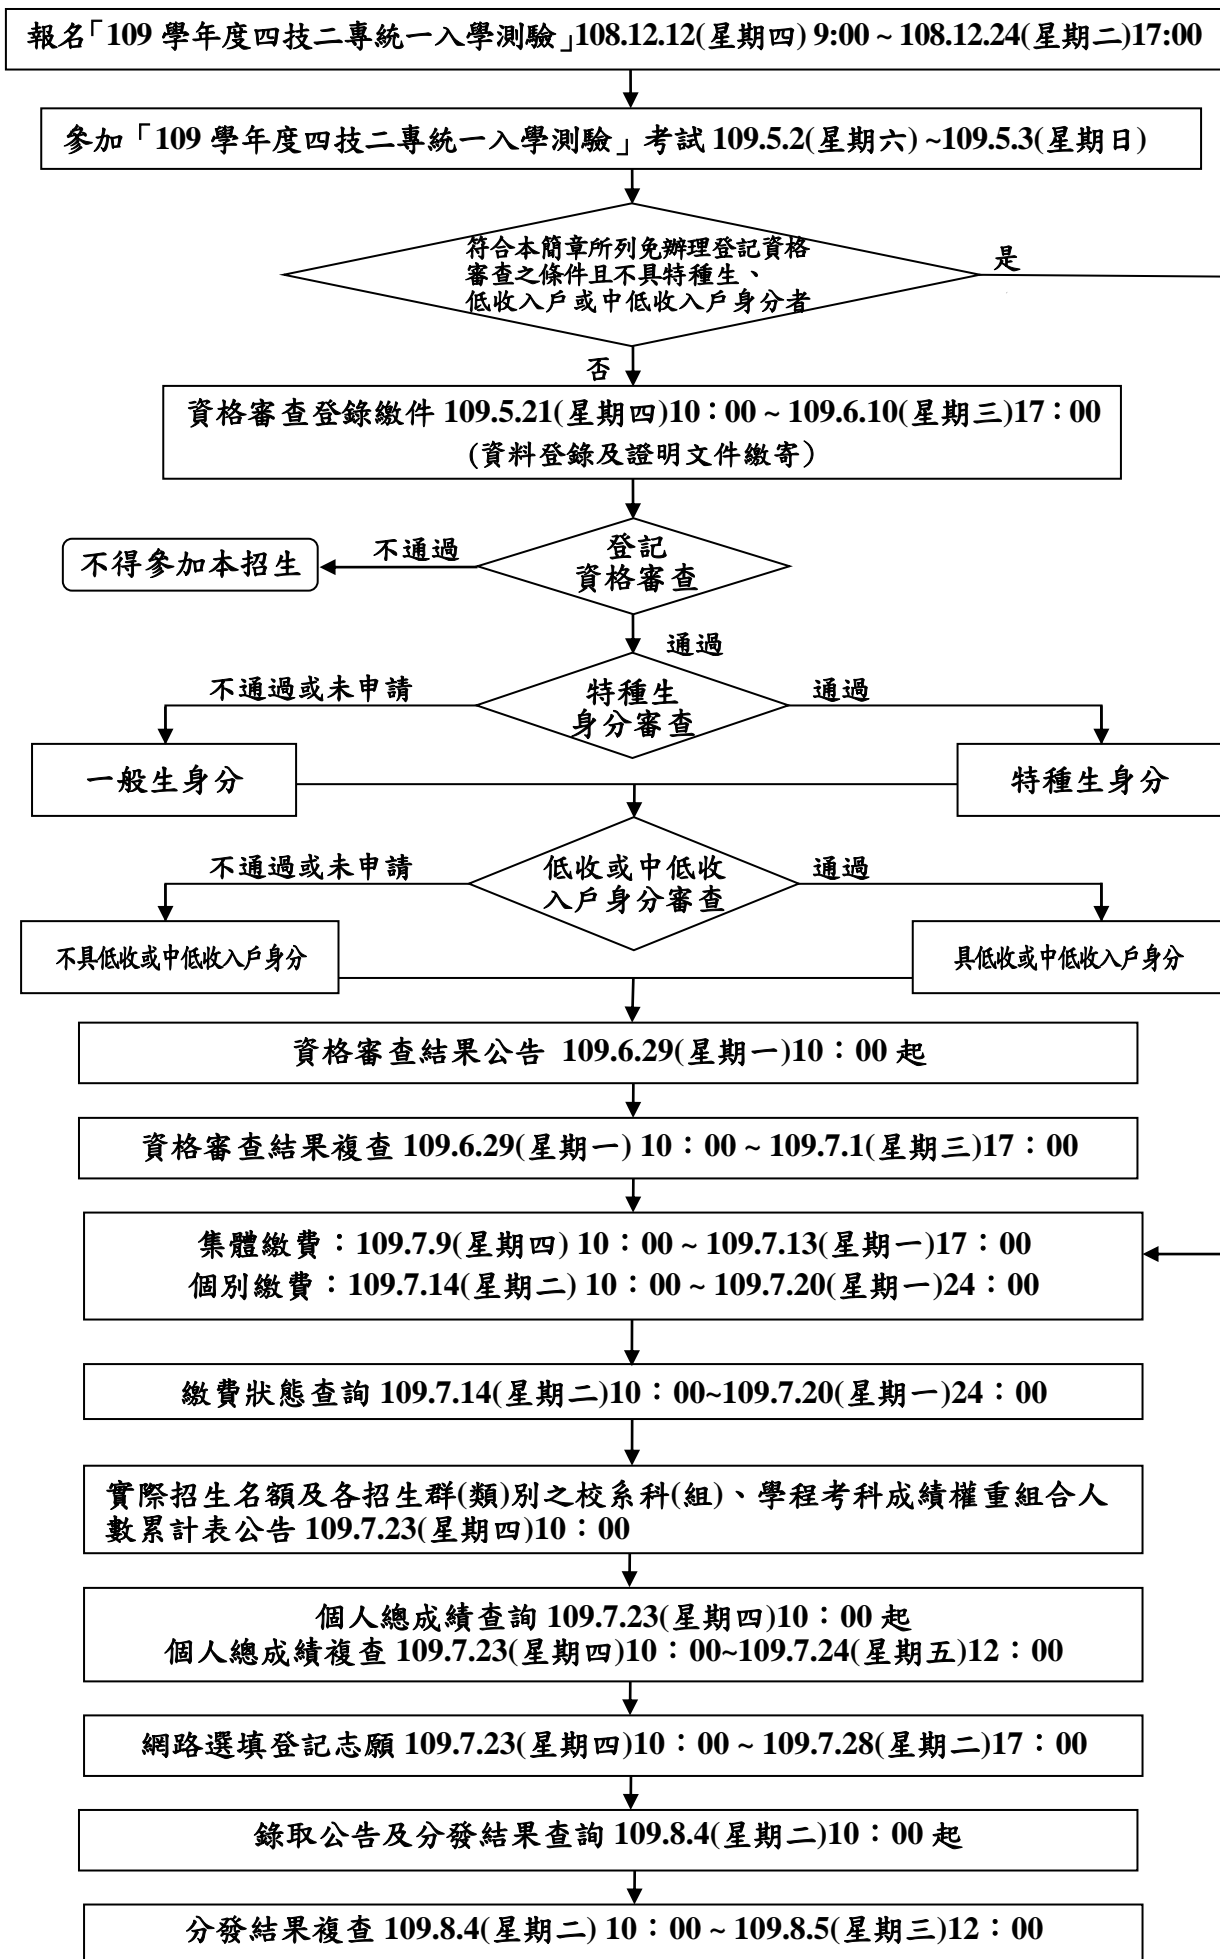 報名「109 學年度四技二專統一入學測驗」108.12.12(星期四) 9:00 ~ 108.12.24(星期二)17:00
參加「109 學年度四技二專統一入學測驗」考試 109.5.2(星期六) ~109.5.3(星期日)
符合本簡章所列免辦理登記資格
審查之條件且不具特種生、
低收入戶或中低收入戶身分者
是
否
資格審查登錄繳件 109.5.21(星期四)10：00 ~ 109.6.10(星期三)17：00
(資料登錄及證明文件繳寄)
登記
資格審查
不通過
不得參加本招生
通過
特種生
身分審查
不通過或未申請
通過
一般生身分
特種生身分
低收或中低收
入戶身分審查
不通過或未申請
通過
不具低收或中低收入戶身分
具低收或中低收入戶身分
資格審查結果公告 109.6.29(星期一)10：00 起
資格審查結果複查 109.6.29(星期一) 10：00 ~ 109.7.1(星期三)17：00
集體繳費：109.7.9(星期四) 10：00 ~ 109.7.13(星期一)17：00
個別繳費：109.7.14(星期二) 10：00 ~ 109.7.20(星期一)24：00
繳費狀態查詢 109.7.14(星期二)10：00~109.7.20(星期一)24：00
實際招生名額及各招生群(類)別之校系科(組)、學程考科成績權重組合人
數累計表公告 109.7.23(星期四)10：00
個人總成績查詢 109.7.23(星期四)10：00 起
個人總成績複查 109.7.23(星期四)10：00~109.7.24(星期五)12：00
網路選填登記志願 109.7.23(星期四)10：00 ~ 109.7.28(星期二)17：00
錄取公告及分發結果查詢 109.8.4(星期二)10：00 起
分發結果複查 109.8.4(星期二) 10：00 ~ 109.8.5(星期三)12：00